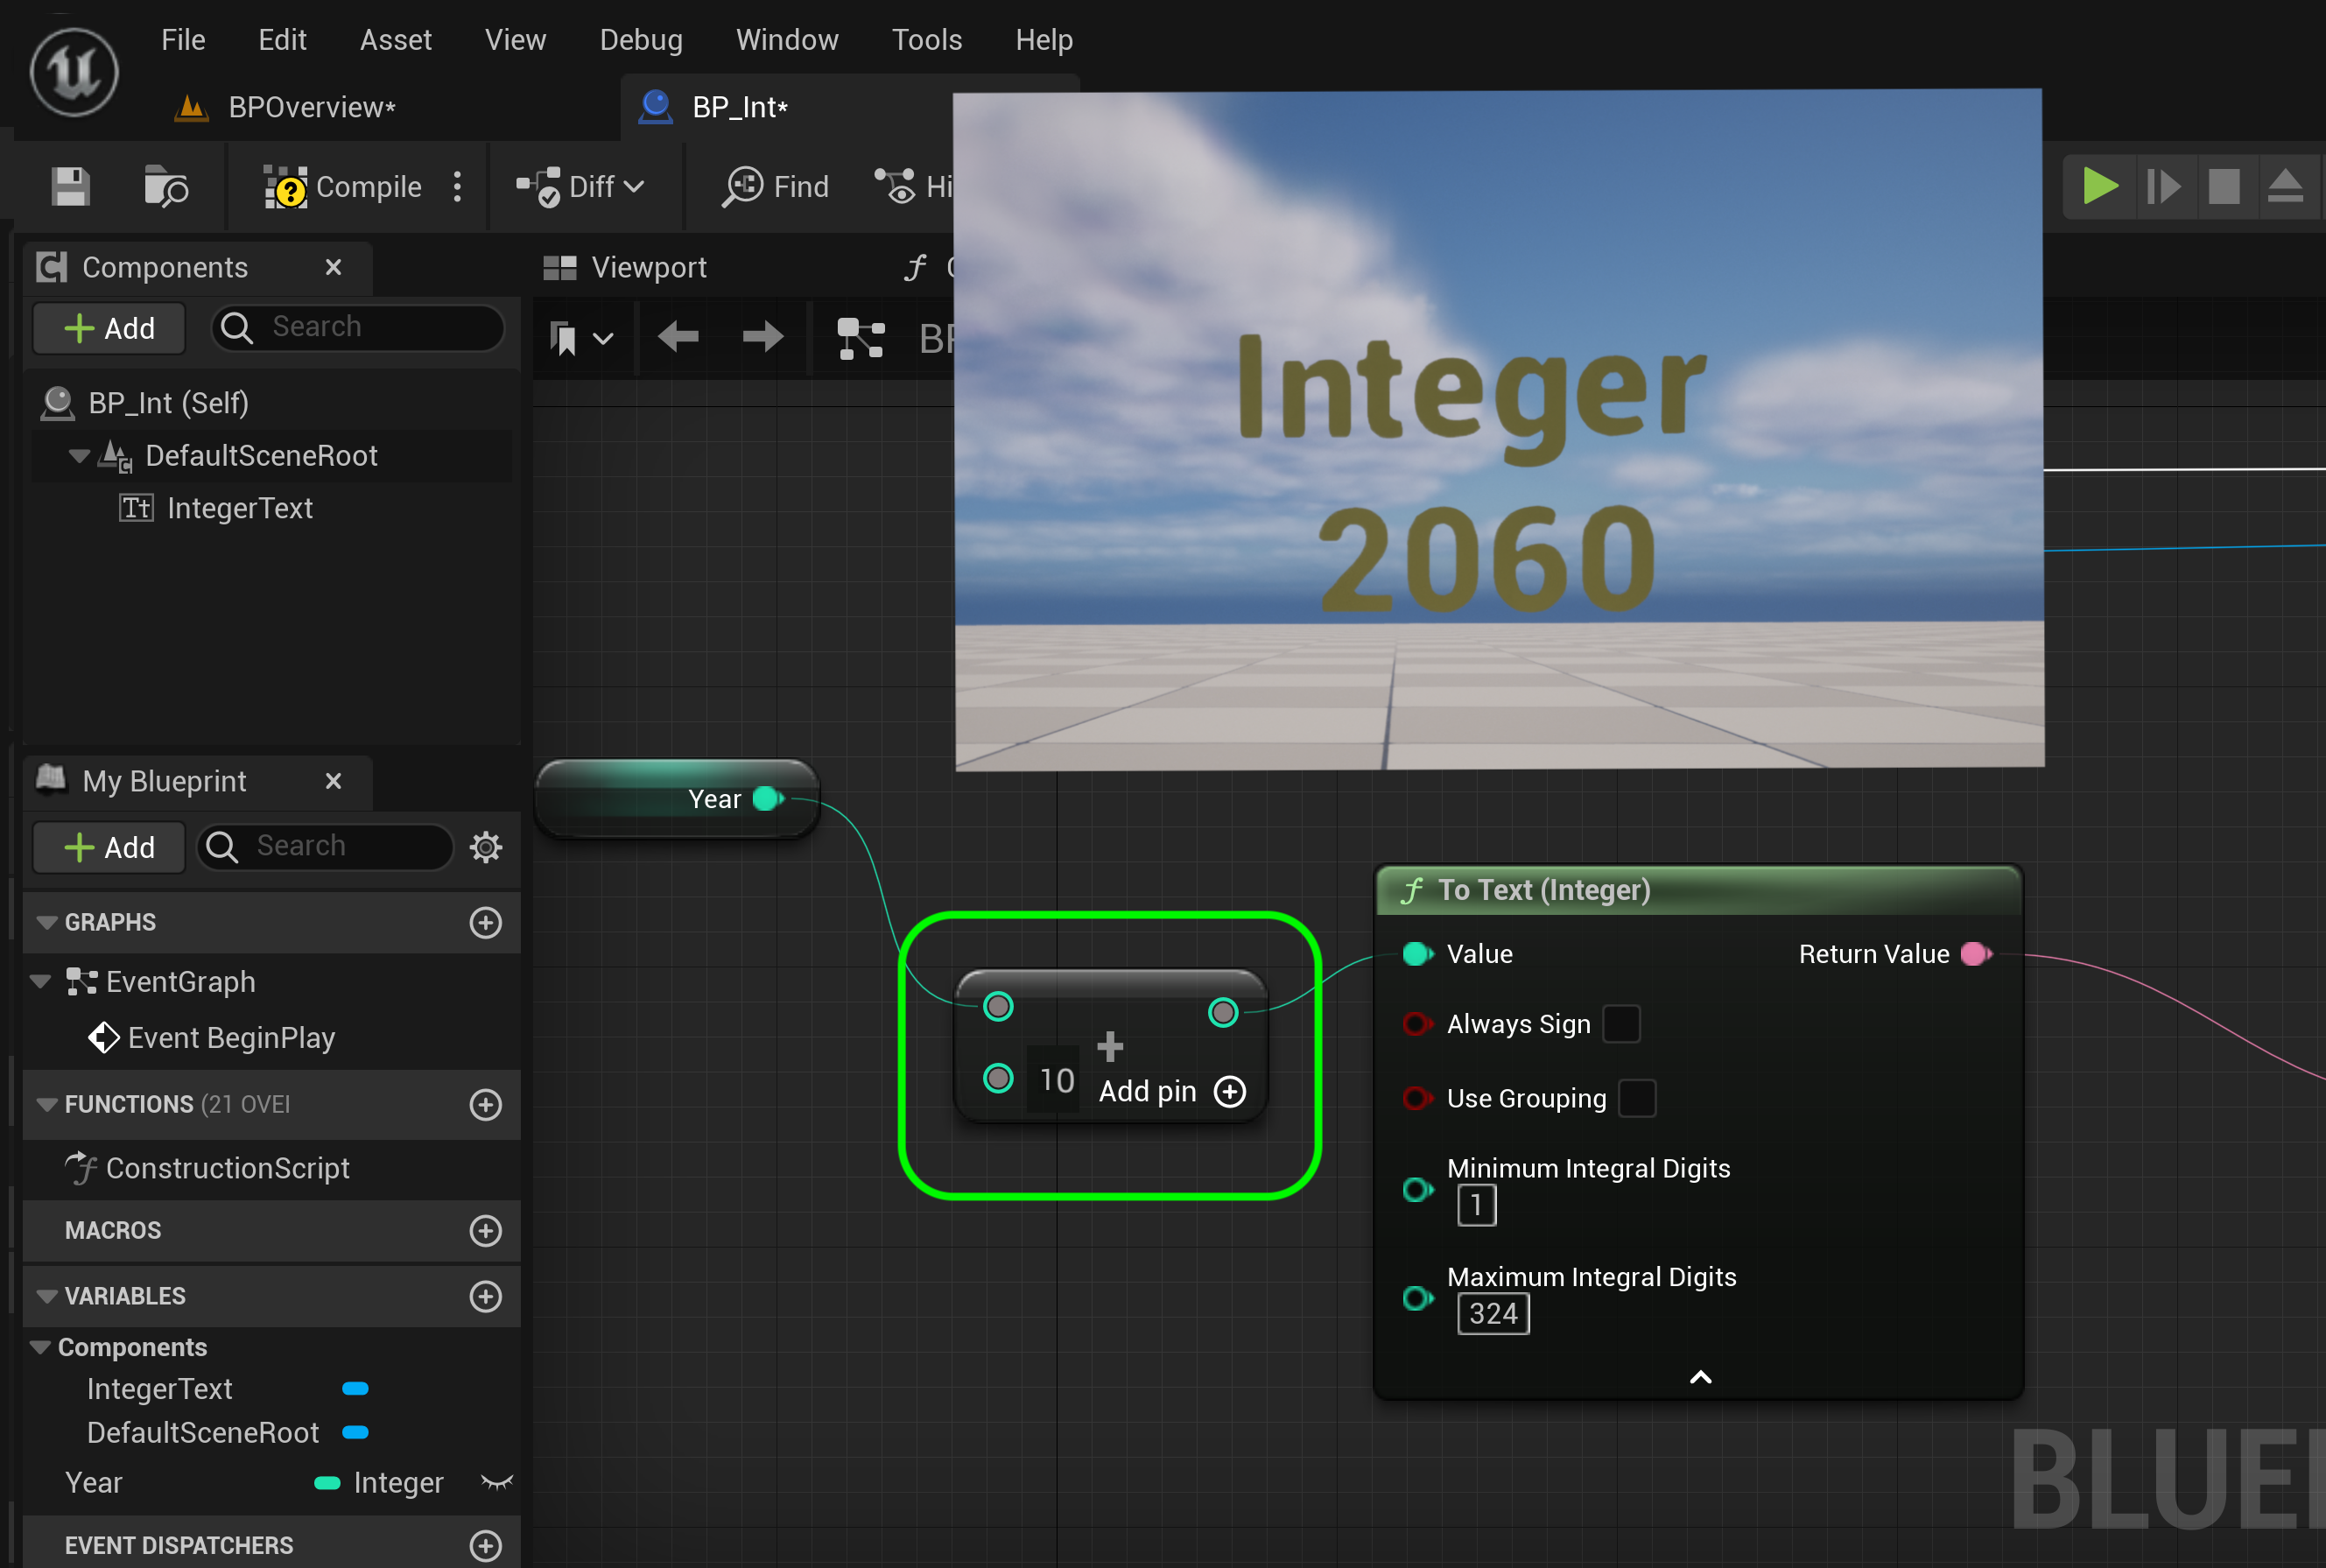 File Edit Asset View Debug Window Tools Help
BPOverview* BP_Int*
Compile Diff Find
Components
Viewport
Add Search
BP_Int (Self)
DefaultSceneRoot
IntegerText
Integer
2060
My Blueprint
Add Search
GRAPHS
EventGraph
Event BeginPlay
FUNCTIONS (21 OVEI
ConstructionScript
MACROS
VARIABLES
Components
IntegerText
DefaultSceneRoot
Year Integer
EVENT DISPATCHERS
Year
+
10 Add pin
To Text (Integer)
Value Return Value
Always Sign
Use Grouping
Minimum Integral Digits
1
Maximum Integral Digits
324